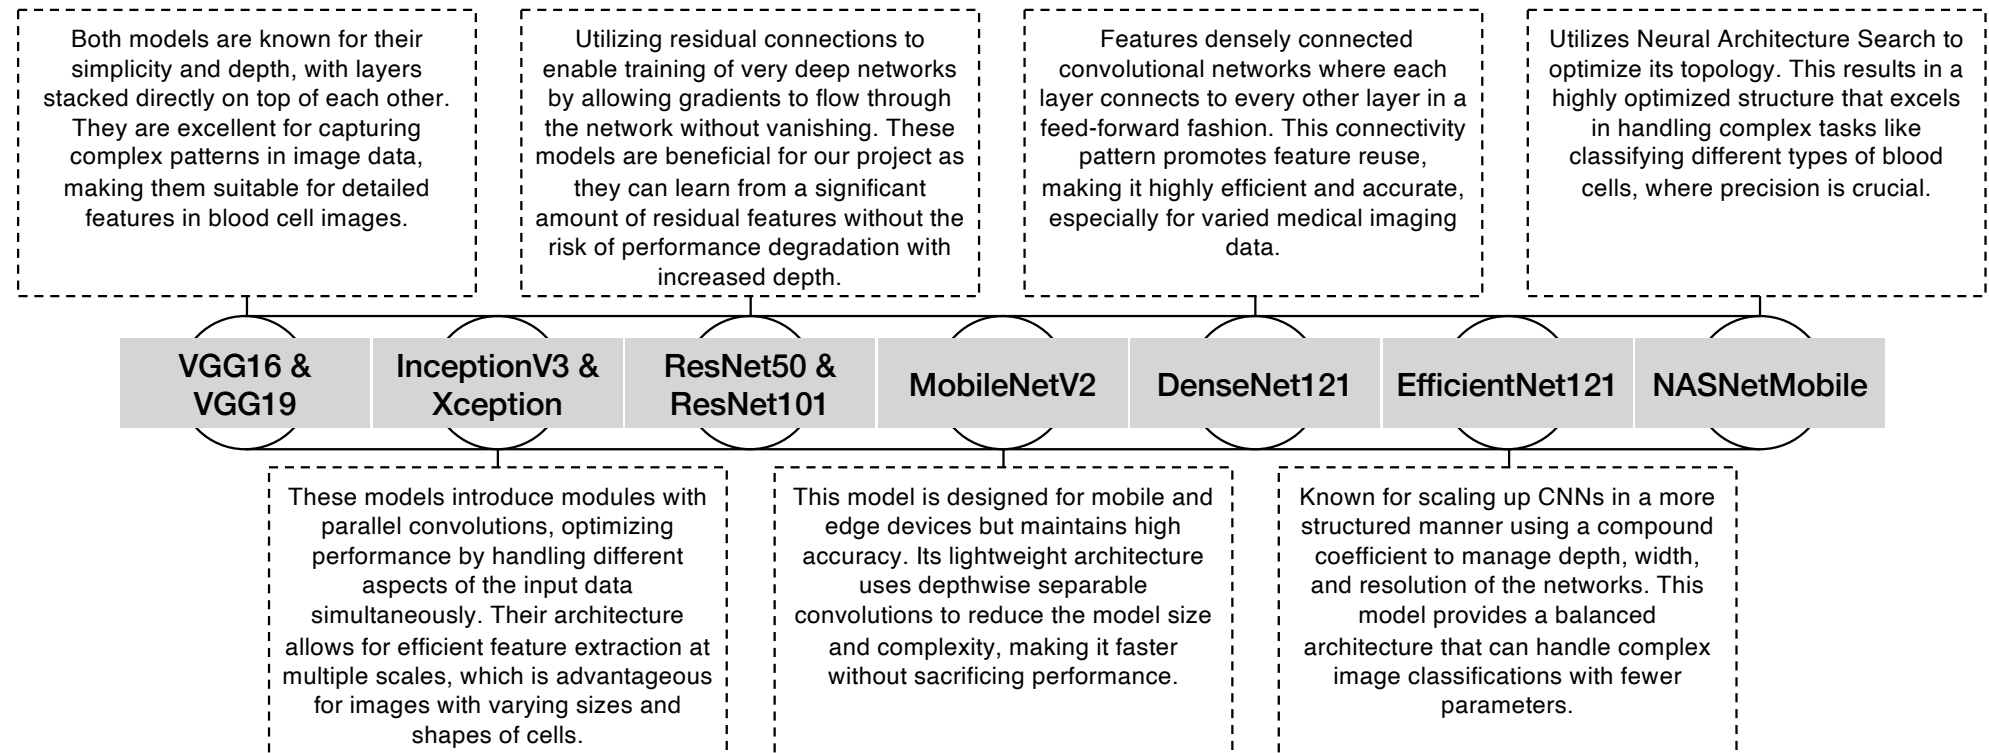 Both models are known for their
simplicity and depth, with layers
stacked directly on top of each other.
They are excellent for capturing
complex patterns in image data,
making them suitable for detailed
features in blood cell images.
Utilizing residual connections to
enable training of very deep networks
by allowing gradients to flow through
the network without vanishing. These
models are beneficial for our project as
they can learn from a significant
amount of residual features without the
risk of performance degradation with
increased depth.
Features densely connected
convolutional networks where each
layer connects to every other layer in a
feed-forward fashion. This connectivity
pattern promotes feature reuse,
making it highly efficient and accurate,
especially for varied medical imaging
data.
Utilizes Neural Architecture Search to
optimize its topology. This results in a
highly optimized structure that excels
in handling complex tasks like
classifying different types of blood
cells, where precision is crucial.
VGG16 &
VGG19
InceptionV3 &
Xception
ResNet50 &
ResNet101
MobileNetV2
DenseNet121
EfficientNet121
NASNetMobile
These models introduce modules with
parallel convolutions, optimizing
performance by handling different
aspects of the input data
simultaneously. Their architecture
allows for efficient feature extraction at
multiple scales, which is advantageous
for images with varying sizes and
shapes of cells.
This model is designed for mobile and
edge devices but maintains high
accuracy. Its lightweight architecture
uses depthwise separable
convolutions to reduce the model size
and complexity, making it faster
without sacrificing performance.
Known for scaling up CNNs in a more
structured manner using a compound
coefficient to manage depth, width,
and resolution of the networks. This
model provides a balanced
architecture that can handle complex
image classifications with fewer
parameters.